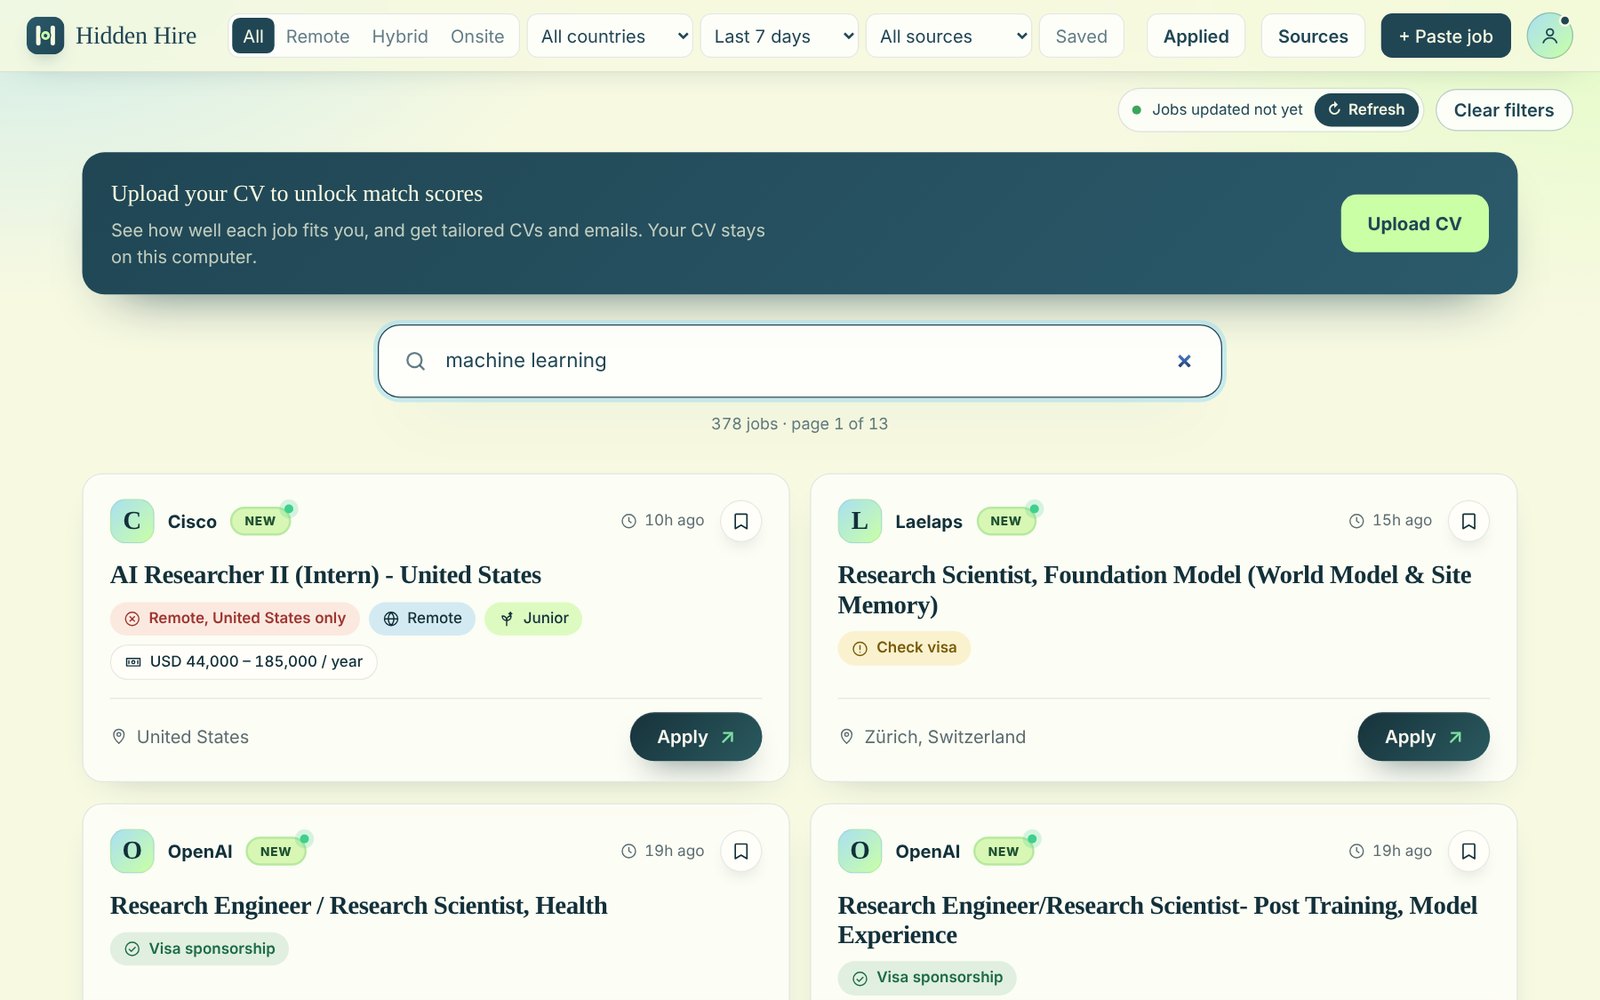 Hidden Hire
All Remote Hybrid Onsite
All countries
Last 7 days
All sources
Saved
Applied
Sources
+ Paste job
Jobs updated not yet
Refresh
Clear filters
Upload your CV to unlock match scores
See how well each job fits you, and get tailored CVs and emails. Your CV stays
on this computer.
Upload CV
machine learning
378 jobs · page 1 of 13
C Cisco NEW 10h ago
AI Researcher II (Intern) - United States
Remote, United States only
Remote
Junior
USD 44,000 – 185,000 / year
United States
Apply
L Laelaps NEW 15h ago
Research Scientist, Foundation Model (World Model & Site
Memory)
Check visa
Zürich, Switzerland
Apply
O OpenAI NEW 19h ago
Research Engineer / Research Scientist, Health
Visa sponsorship
O OpenAI NEW 19h ago
Research Engineer/Research Scientist- Post Training, Model
Experience
Visa sponsorship